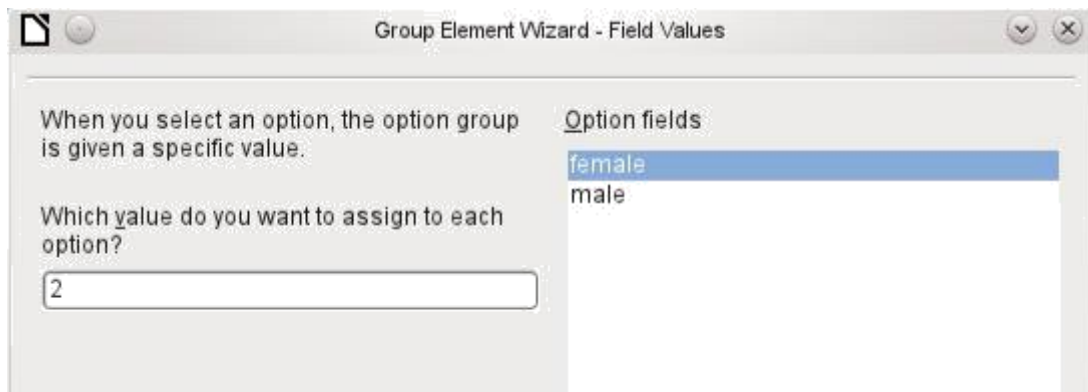 Group Element Wizard - Field Values
When you select an option, the option group
is given a specific value.
Which value do you want to assign to each
option?
2
Option fields
female
male